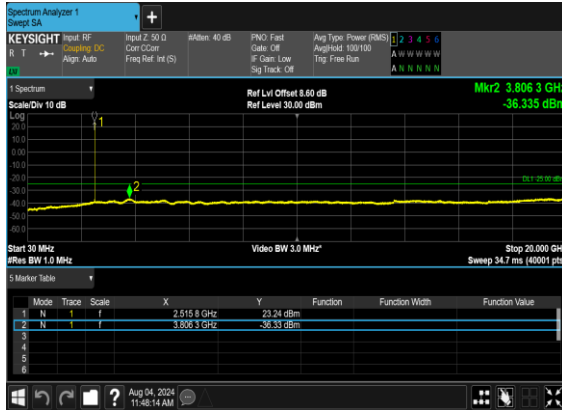 Spectrum Analyzer 1
Swept SA
+
KEYSIGHT Input: RF Input Z: 50 Ω #Atten: 40 dB PNO: Fast Avg Type: Power (RMS) 1 2 3 4 5 6
R T Coupling: DC Corr CCorr Gate: Off Avg|Hold: 100/100 A W W W W W
Align: Auto Freq Ref: Int (S) IF Gain: Low Trig: Free Run
Sig Track: Off A N N N N N
1 Spectrum
Ref Lvl Offset 8.60 dB Mkr2 3.806 3 GHz
Scale/Div 10 dB Ref Level 30.00 dBm -36.335 dBm
Log
20.0
10.0
0.00
-10.0
-20.0
-30.0
-40.0
-50.0
-60.0
1
2
DL1 -25.00 dBm
Start 30 MHz Video BW 3.0 MHz* Stop 20.000 GH
#Res BW 1.0 MHz Sweep 34.7 ms (40001 pts
5 Marker Table
Mode Trace Scale X Y Function Function Width Function Value
1 N 1 f 2.515 8 GHz 23.24 dBm
2 N 1 f 3.806 3 GHz -36.33 dBm
3
4
5
6
? Aug 04, 2024
11:48:14 AM